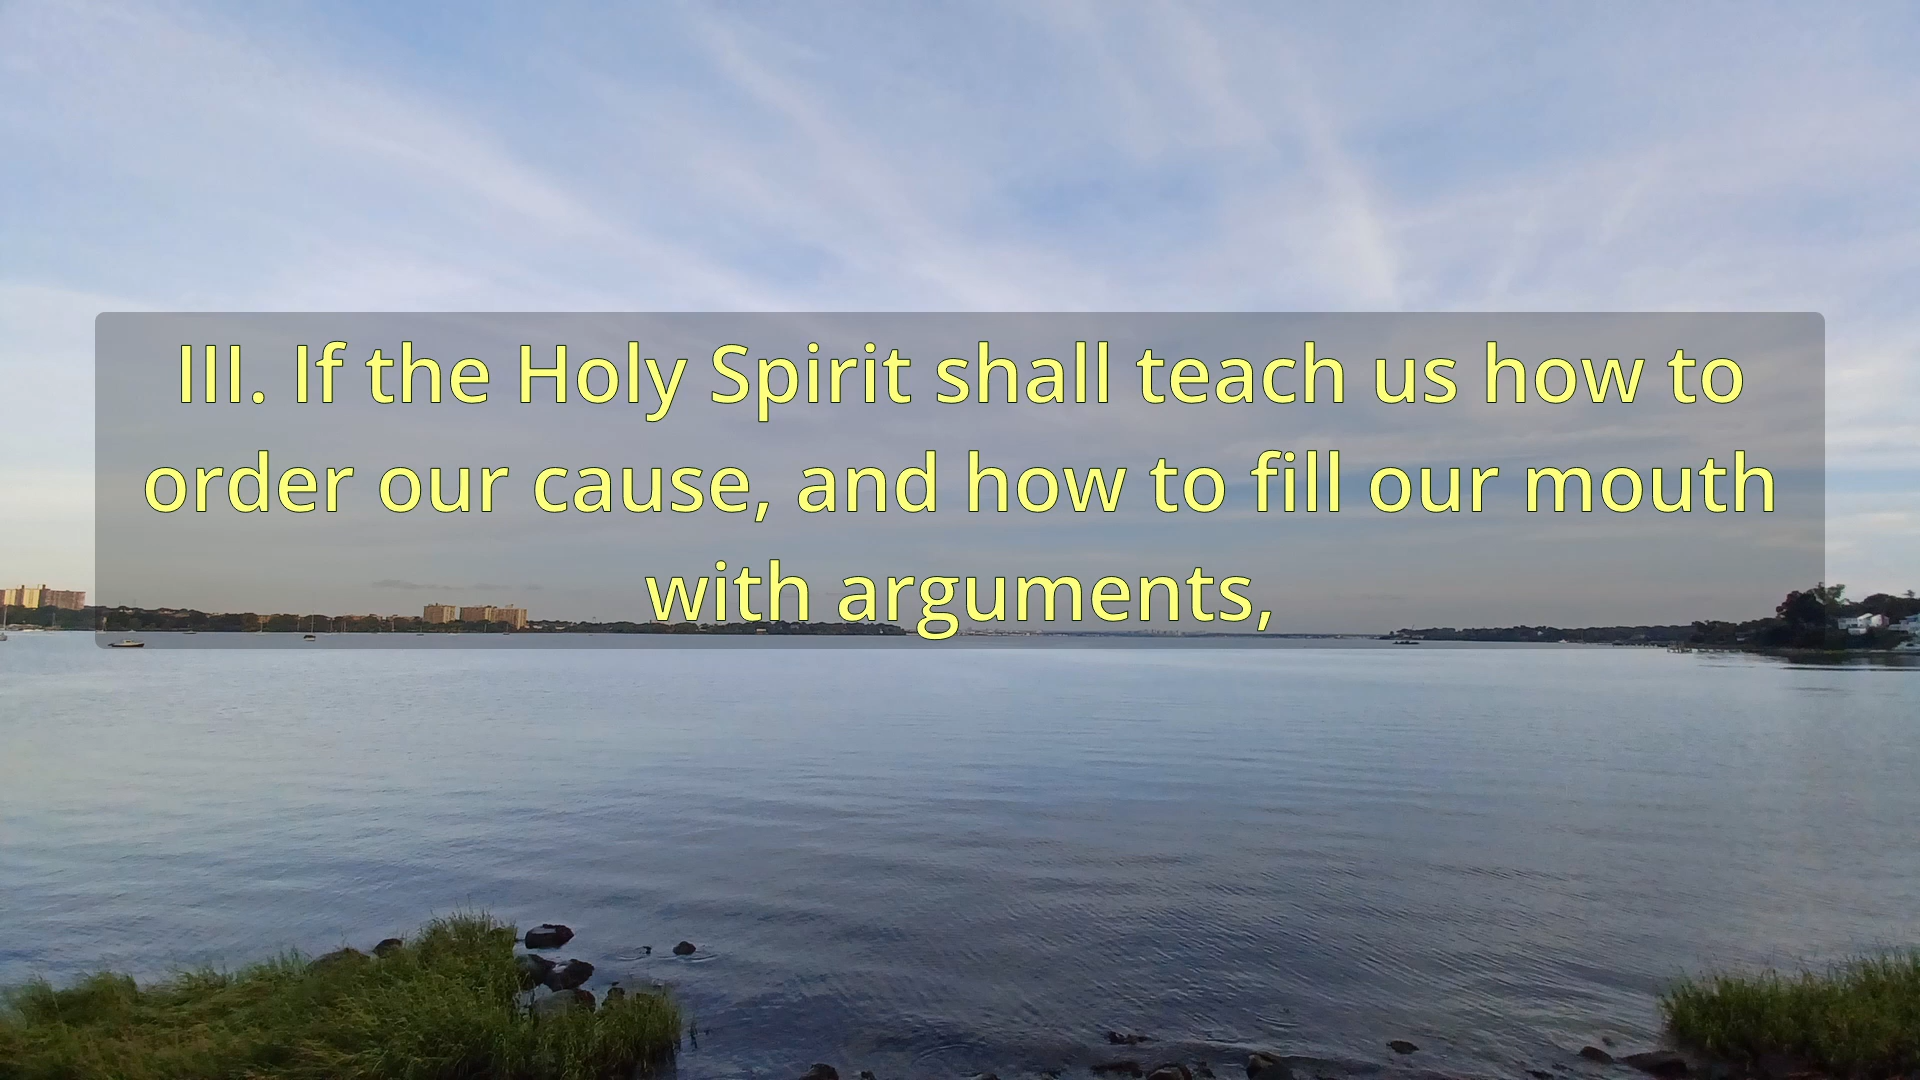 III. If the Holy Spirit shall teach us how to
order our cause, and how to fill our mouth
with arguments,